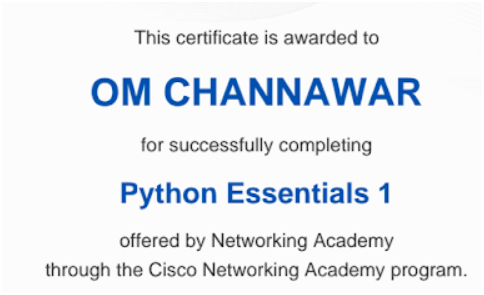 This certificate is awarded to
OM CHANNAWAR
for successfully completing
Python Essentials 1
offered by Networking Academy
through the Cisco Networking Academy program.